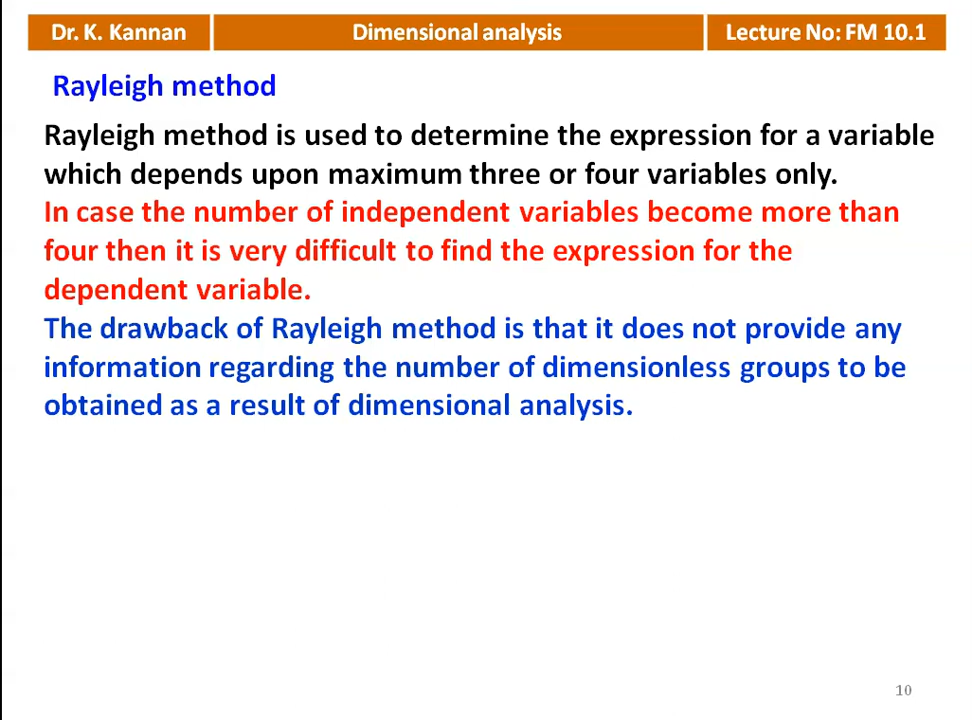 Dr. K. Kannan
Dimensional analysis
Lecture No: FM 10.1
Rayleigh method
Rayleigh method is used to determine the expression for a variable
which depends upon maximum three or four variables only.
In case the number of independent variables become more than
four then it is very difficult to find the expression for the
dependent variable.
The drawback of Rayleigh method is that it does not provide any
information regarding the number of dimensionless groups to be
obtained as a result of dimensional analysis.
10